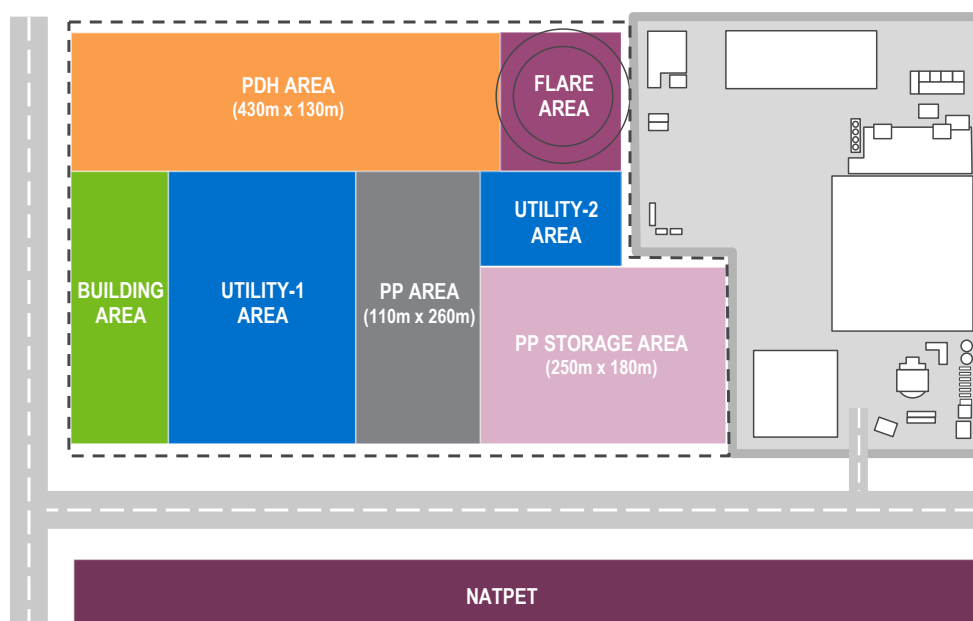 PDH AREA
(430m x 130m)
FLARE
AREA
UTILITY-2
AREA
BUILDING
AREA
UTILITY-1
AREA
PP AREA
(110m x 260m)
PP STORAGE AREA
(250m x 180m)
NATPET